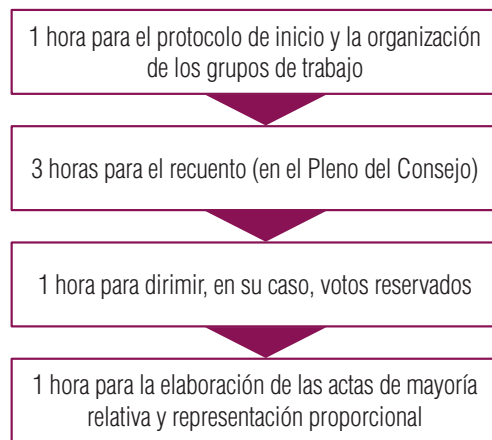 1 hora para el protocolo de inicio y la organización
de los grupos de trabajo
3 horas para el recuento (en el Pleno del Consejo)
1 hora para dirimir, en su caso, votos reservados
1 hora para la elaboración de las actas de mayoría
relativa y representación proporcional